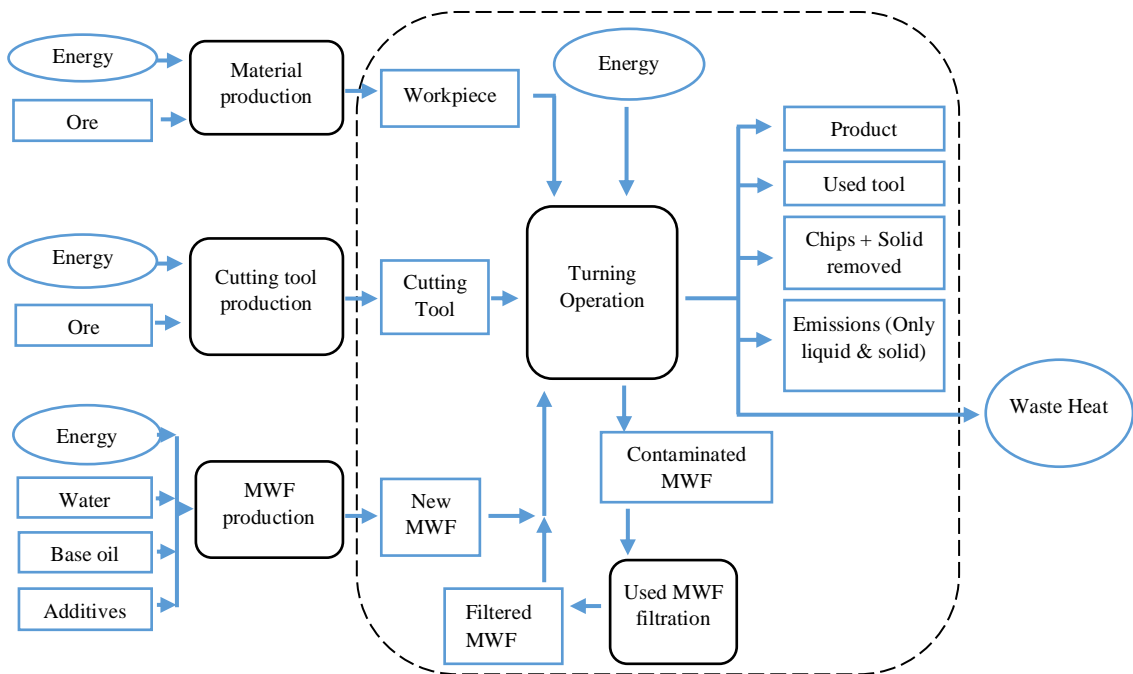 Energy
Ore
Material
production
Workpiece
Energy
Product
Used tool
Chips + Solid
removed
Emissions (Only
liquid & solid)
Waste Heat
Energy
Ore
Cutting tool
production
Cutting
Tool
Turning
Operation
Energy
Water
Base oil
Additives
MWF
production
New
MWF
Contaminated
MWF
Filtered
MWF
Used MWF
filtration